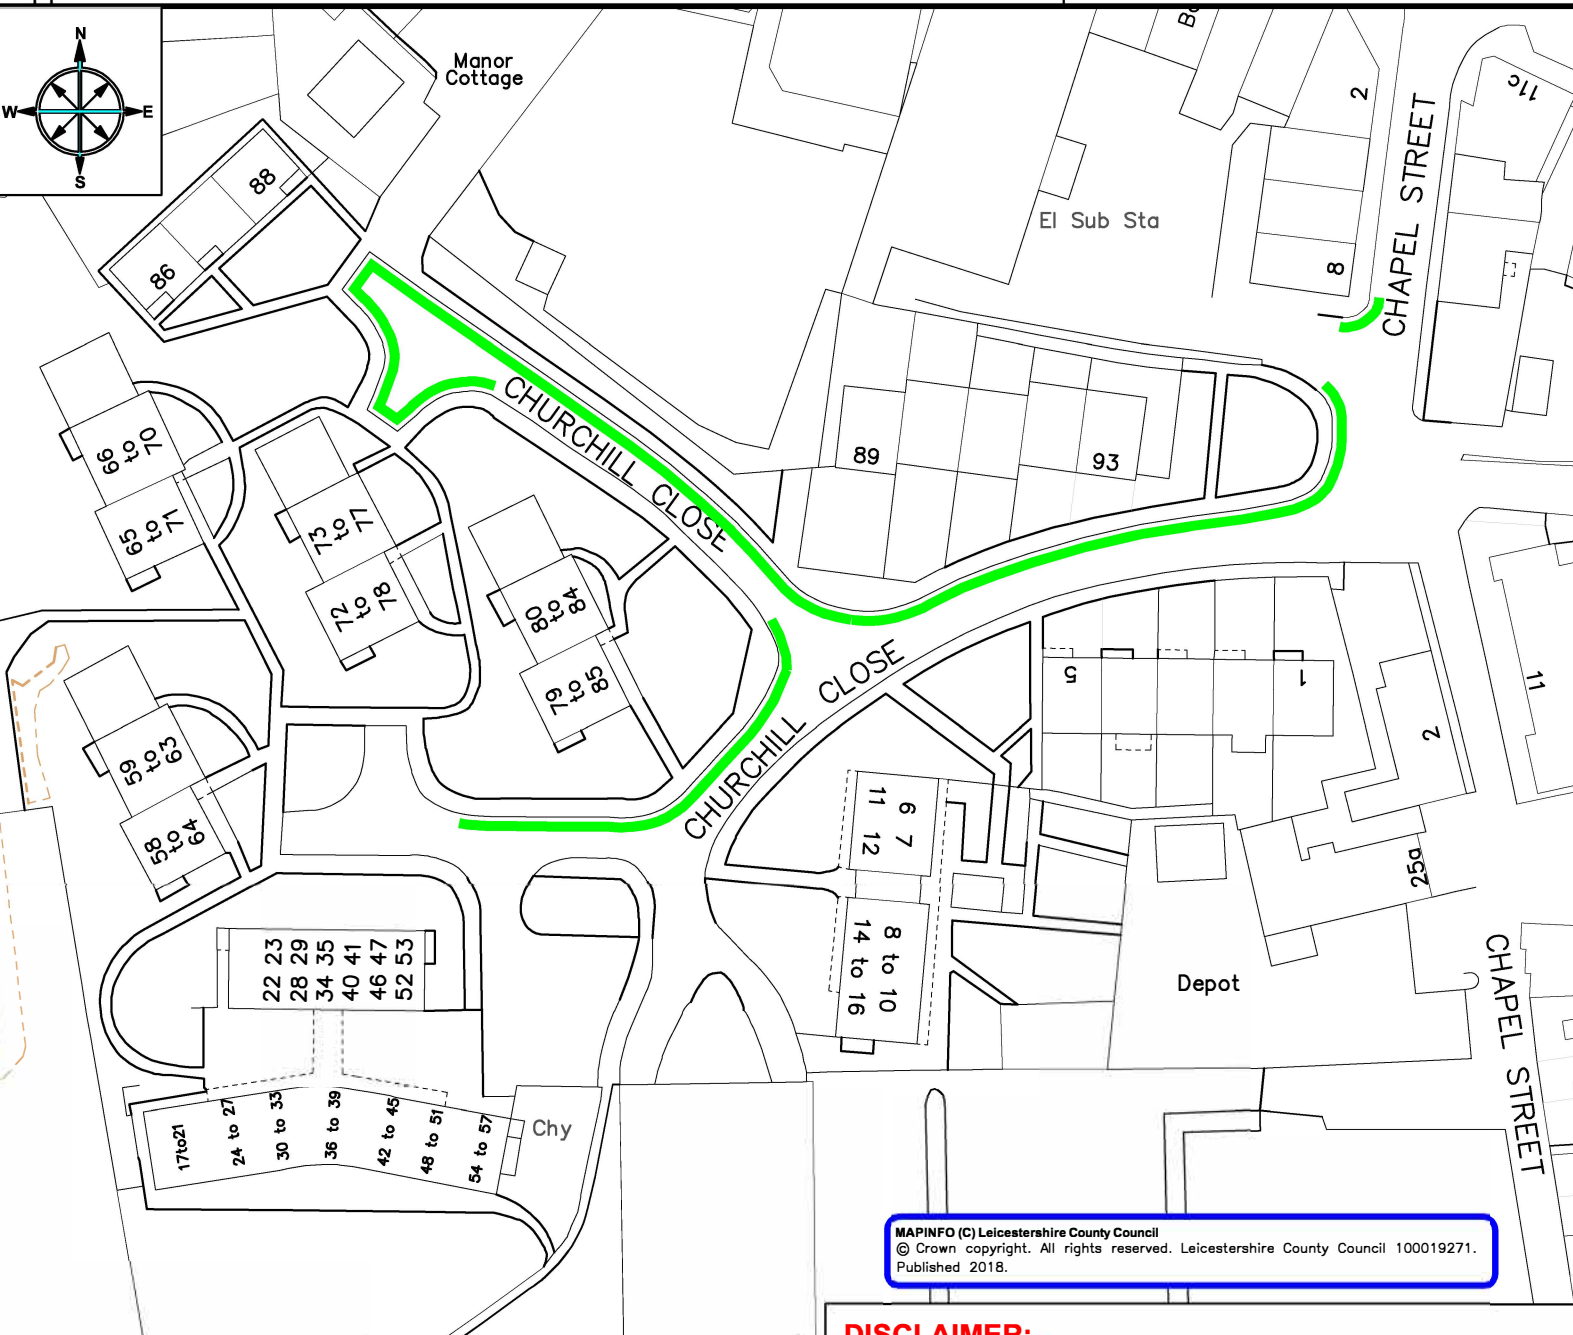 N
W E
S
Manor
Cottage
2
11c
CHAPEL STREET
El Sub Sta
8
88
86
CHURCHILL CLOSE
89
93
66
to
70
65
to
71
73
to
77
72
to
78
80
to
84
79
to
85
59
to
63
58
to
64
CHURCHILL CLOSE
5
1
2
11
25a
6 7
11 12
8 to 10
14 to 16
Depot
CHAPEL STREET
22 23
28 29
34 35
40 41
46 47
52 53
17to21
24 to 27
30 to 33
36 to 39
42 to 45
48 to 51
54 to 57
Chy
MAPINFO (C) Leicestershire County Council
© Crown copyright. All rights reserved. Leicestershire County Council 100019271.
Published 2018.
DISCLAIMER: